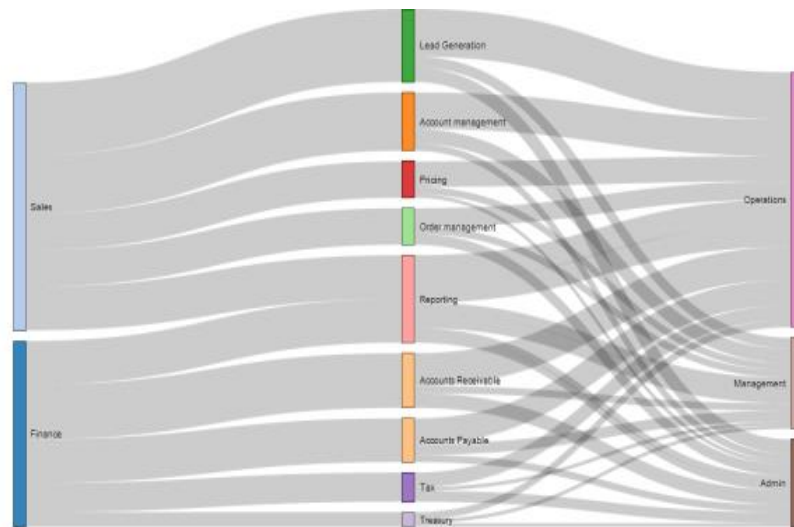 Lead Generation
Account management
Pricing
Sales
Operations
Order management
Reporting
Accounts Receivable
Management
Finance
Accounts Payable
Tax
Admin
Treasury